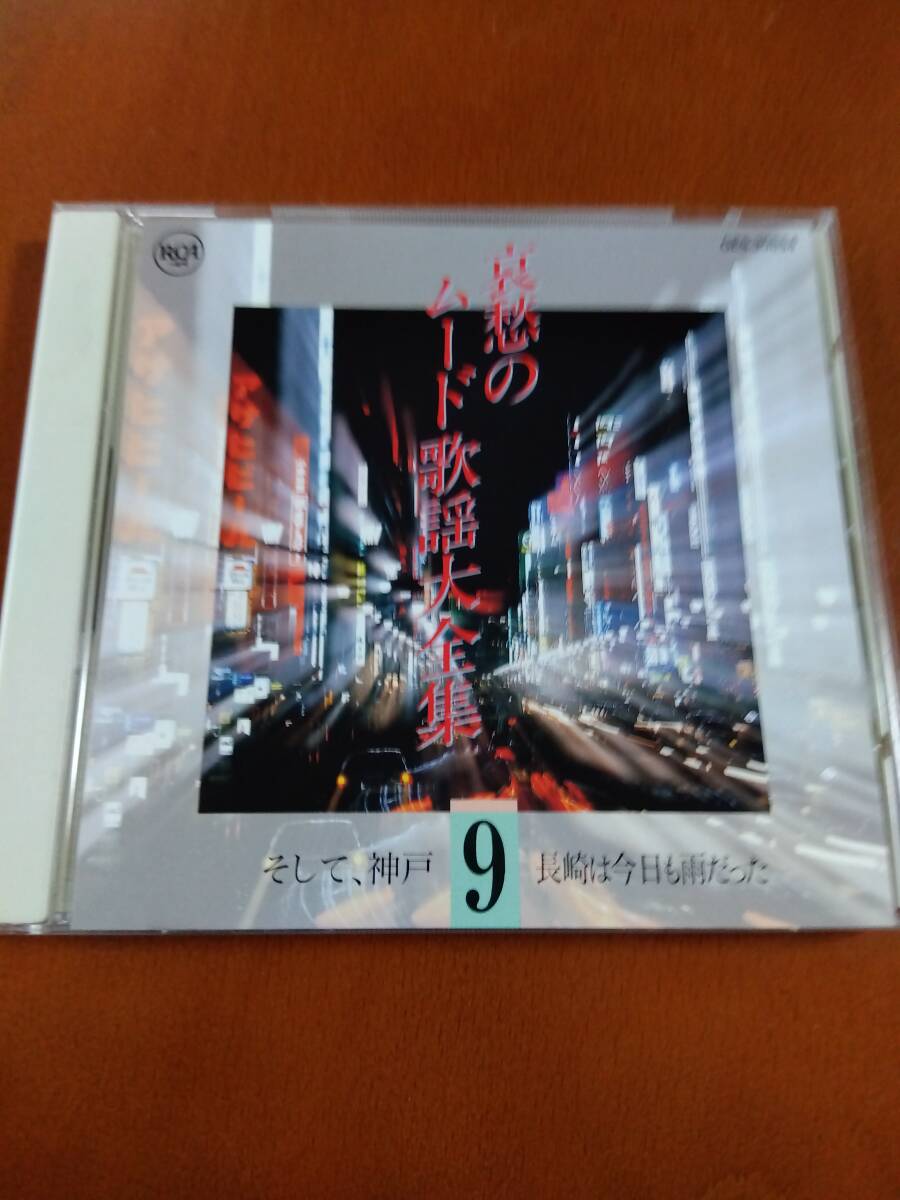 RCA
哀愁の
ムード歌謡大全集
そして、神戸
9
長崎は今日も雨だった